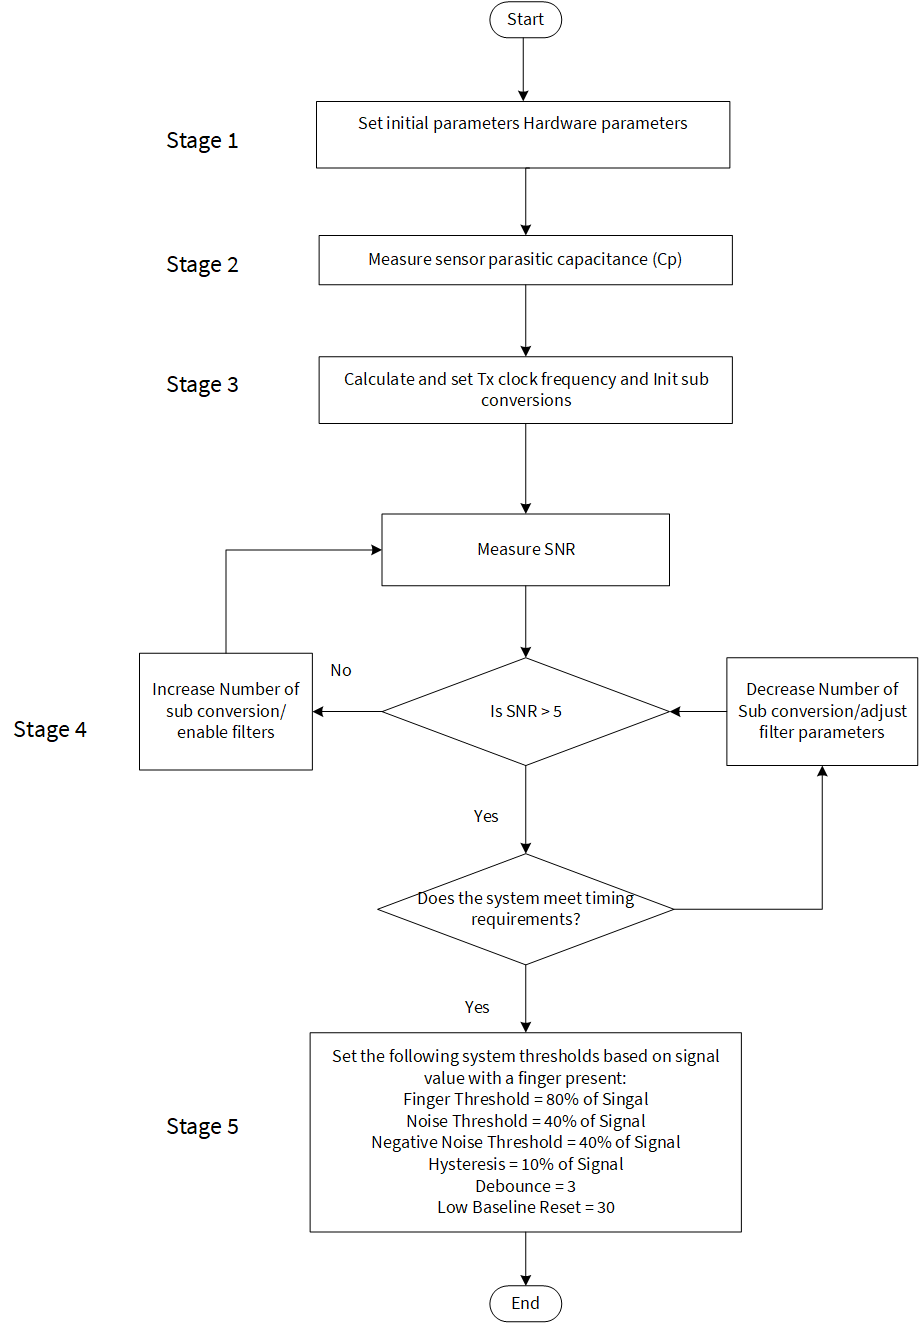 Start
Stage 1
Set initial parameters Hardware parameters
Stage 2
Measure sensor parasitic capacitance (Cp)
Stage 3
Calculate and set Tx clock frequency and Init sub
conversions
Measure SNR
No
Increase Number of
sub conversion/
enable filters
Stage 4
Is SNR > 5
Decrease Number of
Sub conversion/adjust
filter parameters
Yes
Does the system meet timing
requirements?
Yes
Stage 5
Set the following system thresholds based on signal
value with a finger present:
Finger Threshold = 80% of Singal
Noise Threshold = 40% of Signal
Negative Noise Threshold = 40% of Signal
Hysteresis = 10% of Signal
Debounce = 3
Low Baseline Reset = 30
End